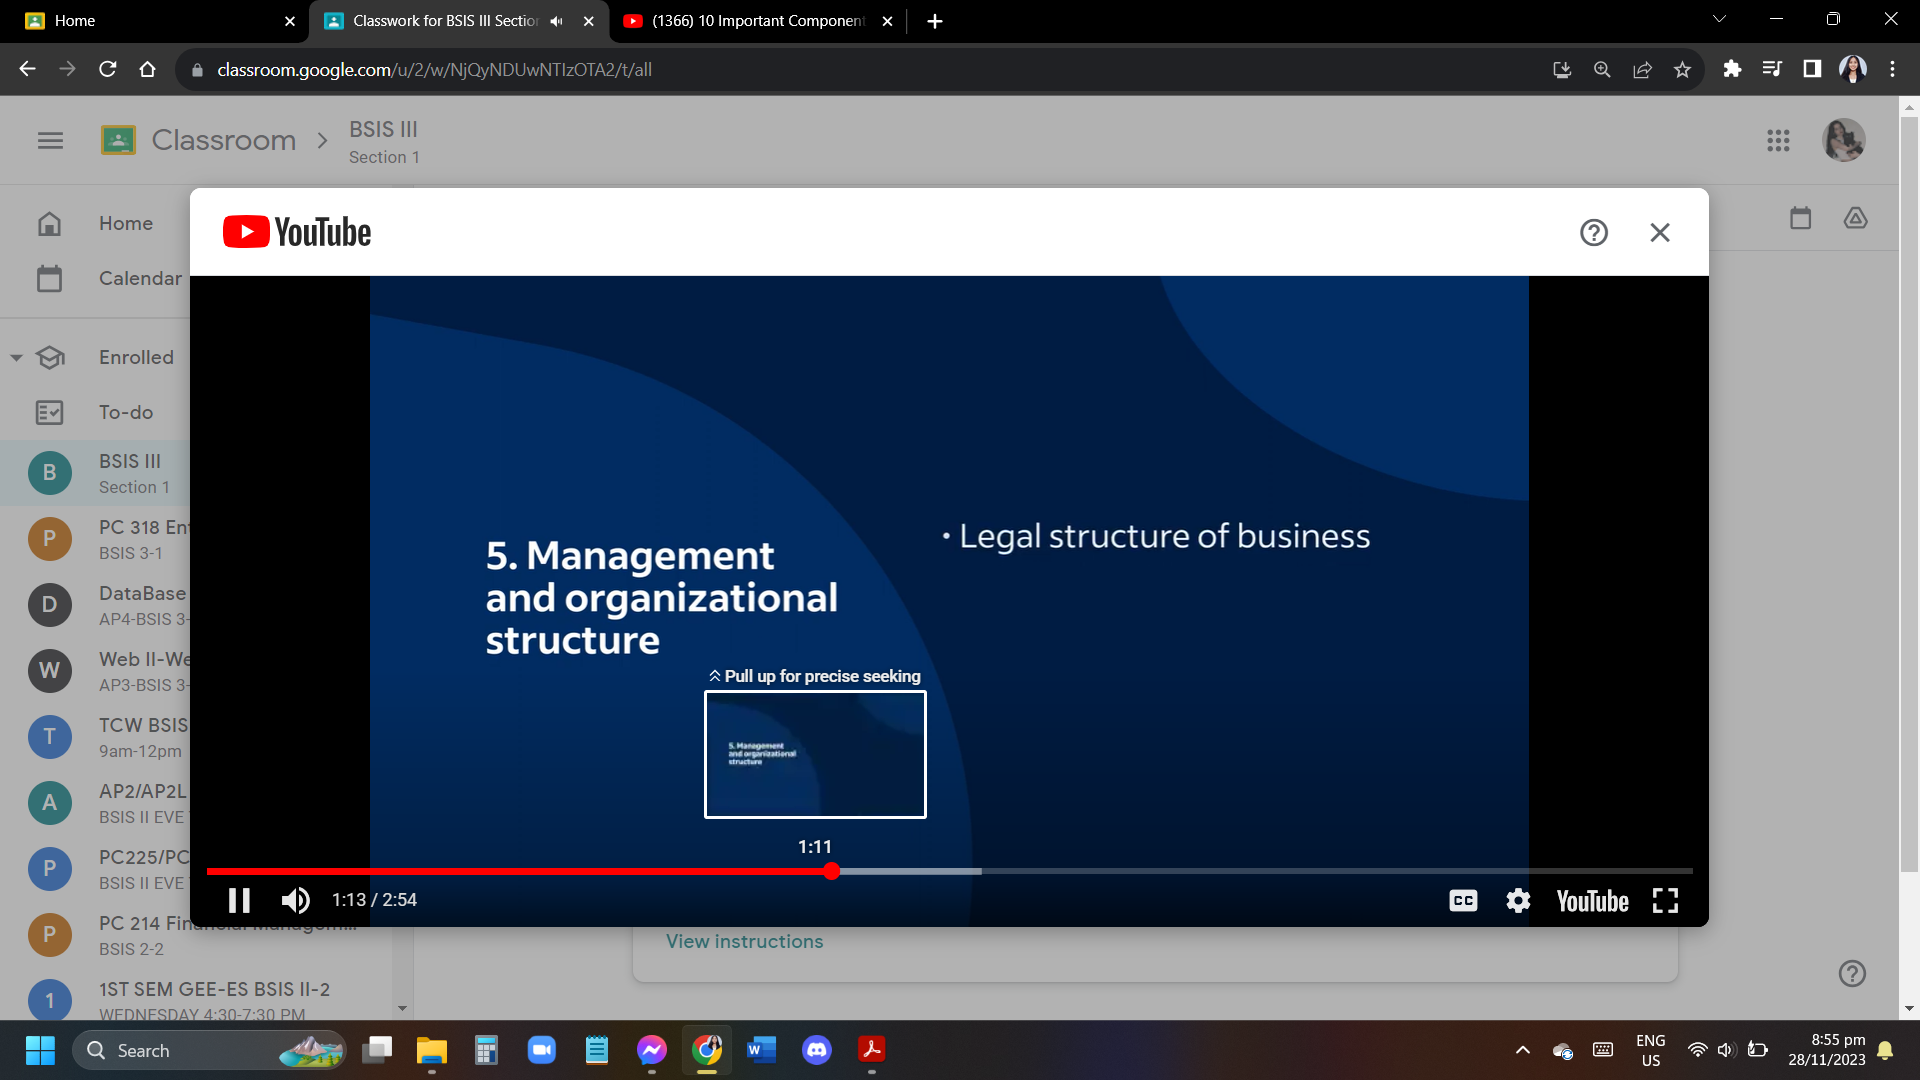 Home
Classwork for BSIS III Sectio
(1366) 10 Important Component
classroom.google.com/u/2/w/NjQyNDUwNTIzOTA2/t/all
Classroom
BSIS III
Section 1
YouTube
Home
Calendar
Enrolled
To-do
B
BSIS III
Section 1
P
PC 318 Ent
BSIS 3-1
D
DataBase
AP4-BSIS 3-
W
Web II-We
AP3-BSIS 3-
T
TCW BSIS
9am-12pm
A
AP2/AP2L
BSIS II EVE
P
PC225/PC
BSIS II EVE
P
PC 214 Financial Managem...
BSIS 2-2
1
1ST SEM GEE-ES BSIS II-2
WEDNESDAY 4:30-7:30 PM
5. Management
and organizational
structure
• Legal structure of business
Pull up for precise seeking
5. Management
and organizational
structure
1:11
1:13 / 2:54
CC
YouTube
View instructions
Search
ENG
US
8:55 pm
28/11/2023